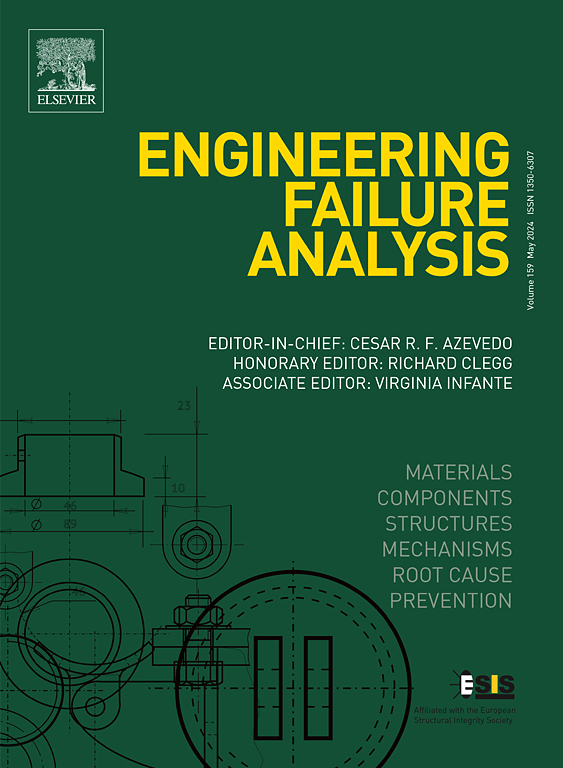 ELSEVIER
ENGINEERING
FAILURE
ANALYSIS
Volume 159 May 2024 ISSN 1350-6307
EDITOR-IN-CHIEF: CESAR R. F. AZEVEDO
HONORARY EDITOR: RICHARD CLEGG
ASSOCIATE EDITOR: VIRGINIA INFANTE
23
10
Ø 46
Ø 89
MATERIALS
COMPONENTS
STRUCTURES
MECHANISMS
ROOT CAUSE
PREVENTION
ESIS
Affiliated with the European
Structural Integrity Society